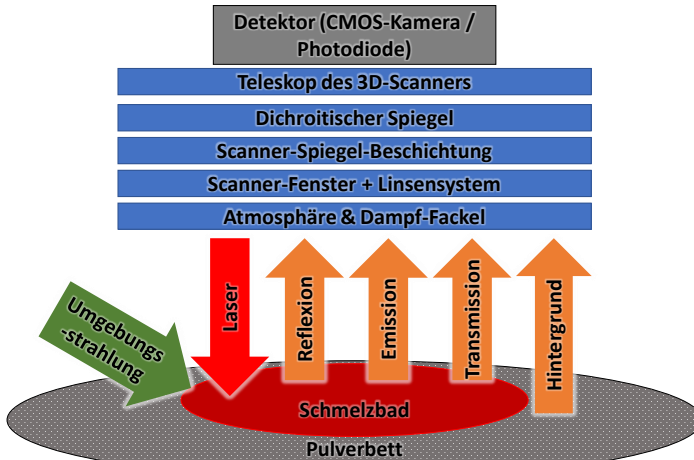 Detektor (CMOS-Kamera /
Photodiode)
Teleskop des 3D-Scanners
Dichroitischer Spiegel
Scanner-Spiegel-Beschichtung
Scanner-Fenster + Linsensystem
Atmosphäre & Dampf-Fackel
Umgebungs
-strahlung
Laser
Reflexion
Emission
Transmission
Hintergrund
Schmelzbad
Pulverbett